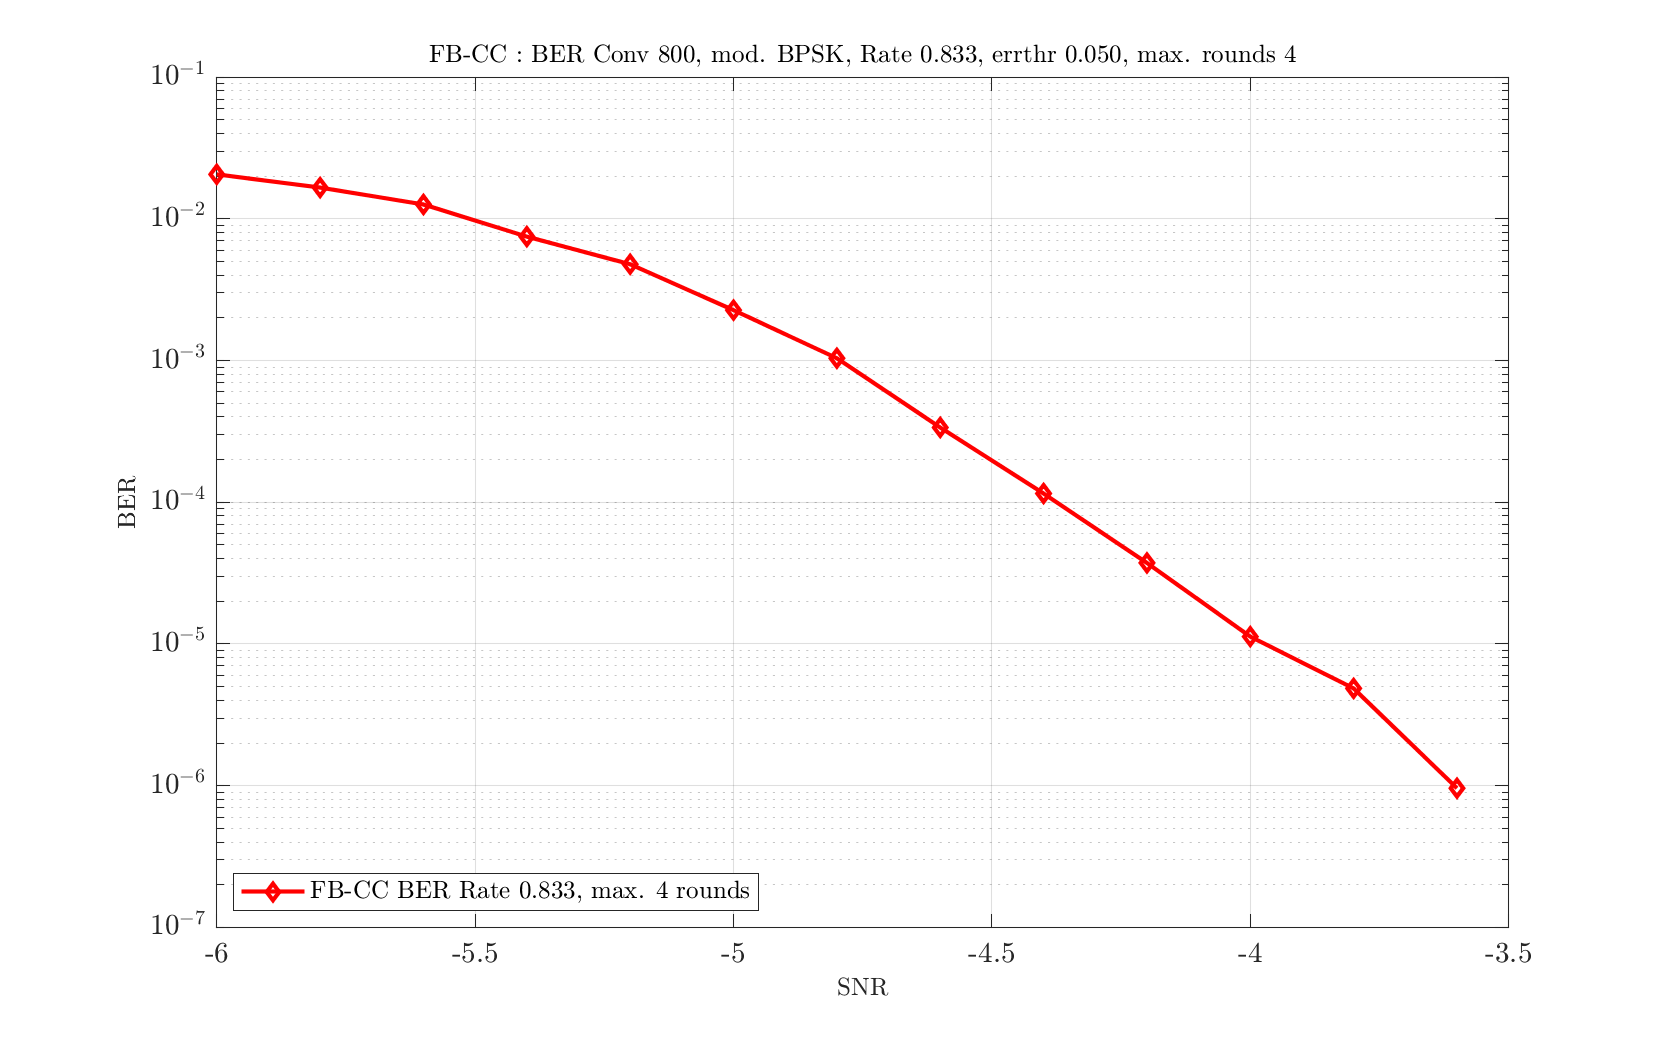 FB-CC : BER Conv 800, mod. BPSK, Rate 0.833, errthr 0.050, max. rounds 4
10^{-1}
10^{-2}
10^{-3}
10^{-4}
10^{-5}
10^{-6}
10^{-7}
BER
FB-CC BER Rate 0.833, max. 4 rounds
-6 -5.5 -5 -4.5 -4 -3.5
SNR